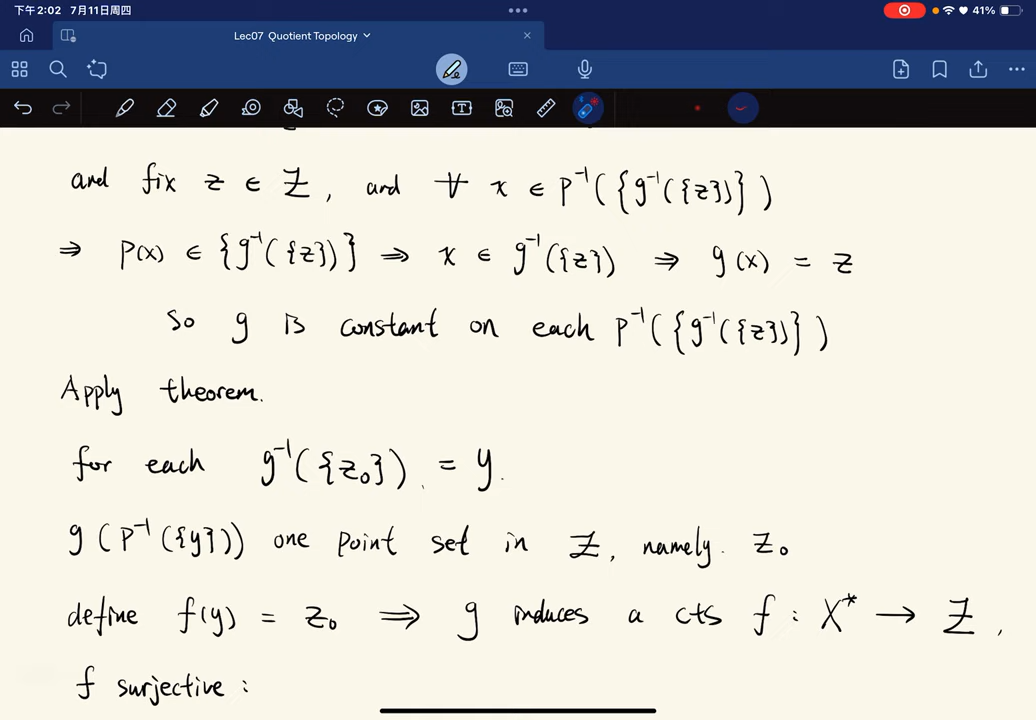 下午2:02 7月11日周四
41%
Lec07 Quotient Topology
and fix z ∈ Z, and ∀ x ∈ p⁻¹({g⁻¹({z})})
⇒ p(x) ∈ {g⁻¹({z})} ⇒ x ∈ g⁻¹({z}) ⇒ g(x) = z
So g is constant on each p⁻¹({g⁻¹({z})})
Apply theorem.
for each g⁻¹({z₀}) = y.
g(p⁻¹({y})) one point set in Z, namely. z₀
define f(y) = z₀ ⇒ g induces a cts f : X* → Z,
f surjective :